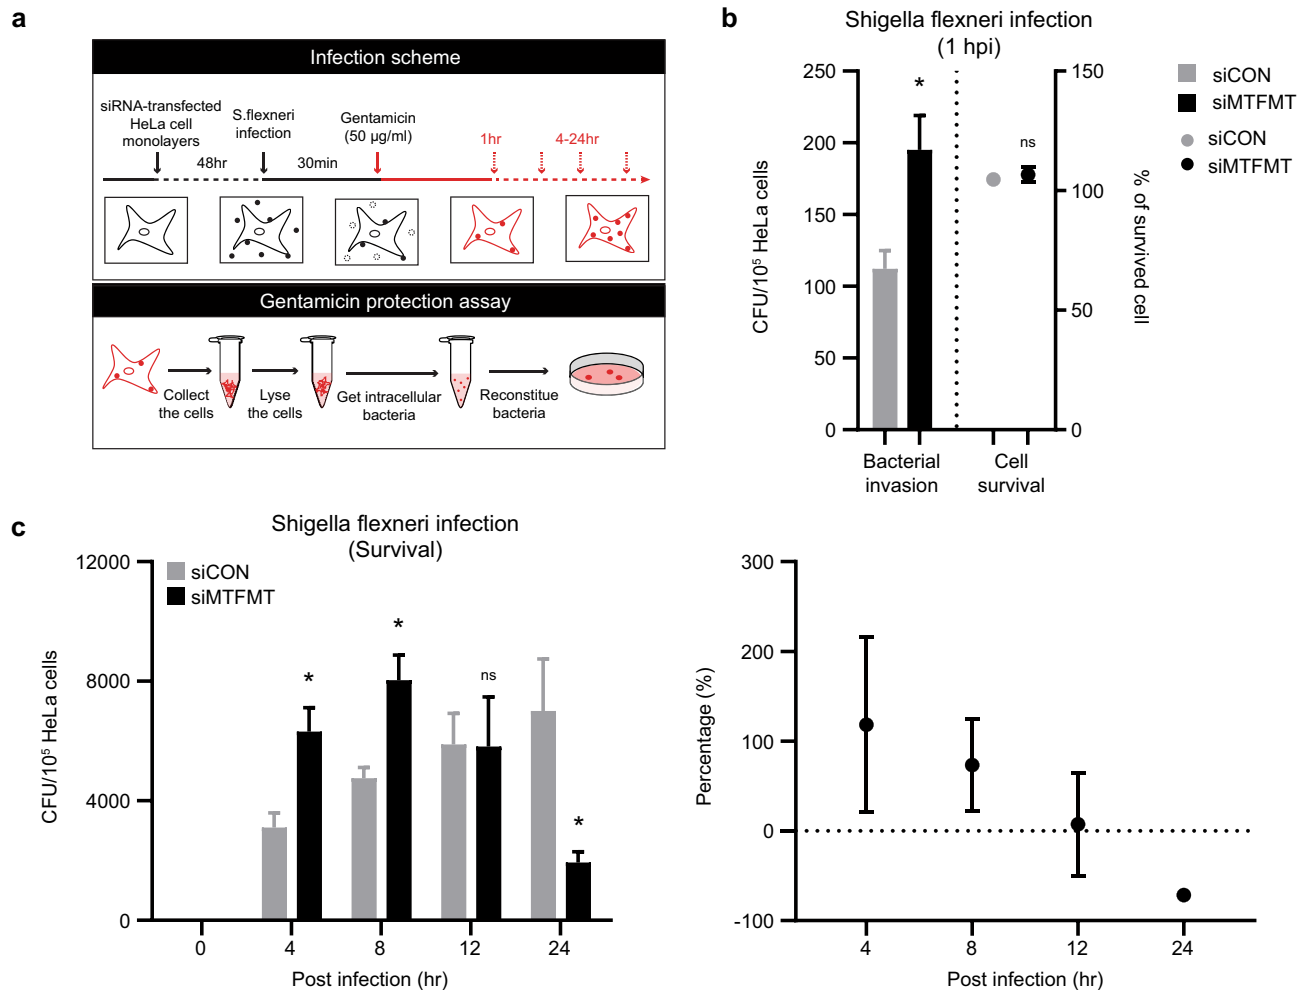 a
Infection scheme
siRNA-transfected
HeLa cell
monolayers
S.flexneri
infection
Gentamicin
(50 µg/ml)
1hr
4-24hr
48hr
30min
Gentamicin protection assay
Collect
the cells
Lyse
the cells
Get intracellular
bacteria
Reconstitue
bacteria
b
Shigella flexneri infection
(1 hpi)
250
200
150
100
50
0
CFU/10⁵ HeLa cells
*
ns
150
100
50
0
% of survived cell
Bacterial
invasion
Cell
survival
siCON
siMTFMT
siCON
siMTFMT
c
Shigella flexneri infection
(Survival)
siCON
siMTFMT
12000
8000
4000
0
CFU/10⁵ HeLa cells
*
*
ns
*
0 4 8 12 24
Post infection (hr)
300
200
100
0
-100
Percentage (%)
4 8 12 24
Post infection (hr)